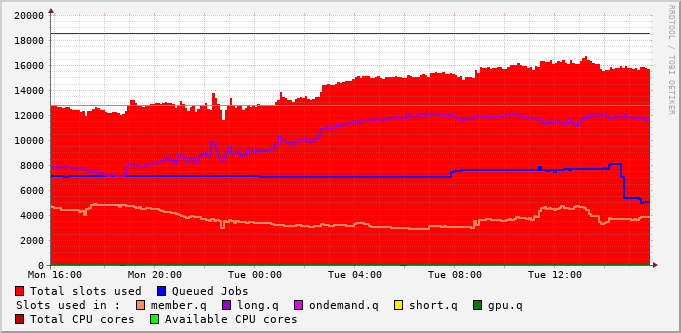 20000
18000
16000
14000
12000
10000
8000
6000
4000
2000
0
Mon 16:00 Mon 20:00 Tue 00:00 Tue 04:00 Tue 08:00 Tue 12:00
Total slots used Queued Jobs
Slots used in : member.q long.q ondemand.q short.q gpu.q
Total CPU cores Available CPU cores
RRDTOOL / TOBI OETIKER